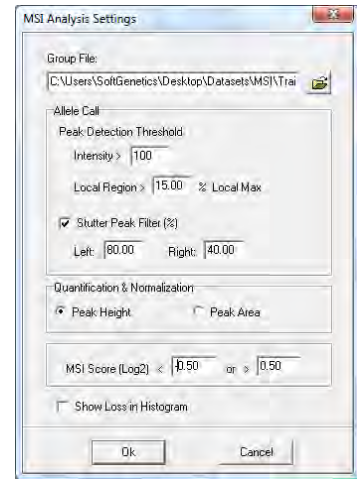 MSI Analysis Settings
Group File:
C:\Users\SoftGenetics\Desktop\Datasets\MSI\Trai
Allele Call
Peak Detection Threshold
Intensity > 100
Local Region > 15.00 % Local Max
Stutter Peak Filter (%)
Left: 80.00 Right: 40.00
Quantification & Normalization
Peak Height Peak Area
MSI Score (Log2) < -0.50 or > 0.50
Show Loss in Histogram
Ok Cancel